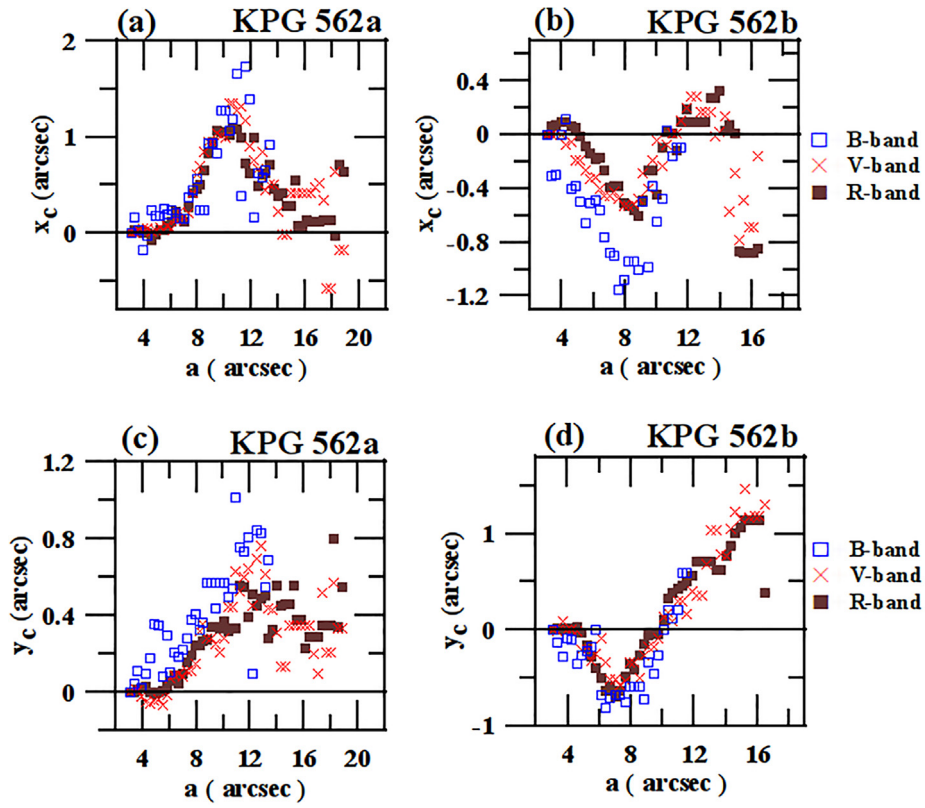 (a) KPG 562a
2
1
0
x_c (arcsec)
4 8 12 16 20
a ( arcsec)
(b) KPG 562b
0.4
0
-0.4
-0.8
-1.2
x_c (arcsec)
4 8 12 16
a ( arcsec)
B-band
V-band
R-band
(c) KPG 562a
1.2
0.8
0.4
0
y_c (arcsec)
4 8 12 16 20
a ( arcsec)
(d) KPG 562b
1
0
-1
y_c (arcsec)
4 8 12 16
a ( arcsec)
B-band
V-band
R-band